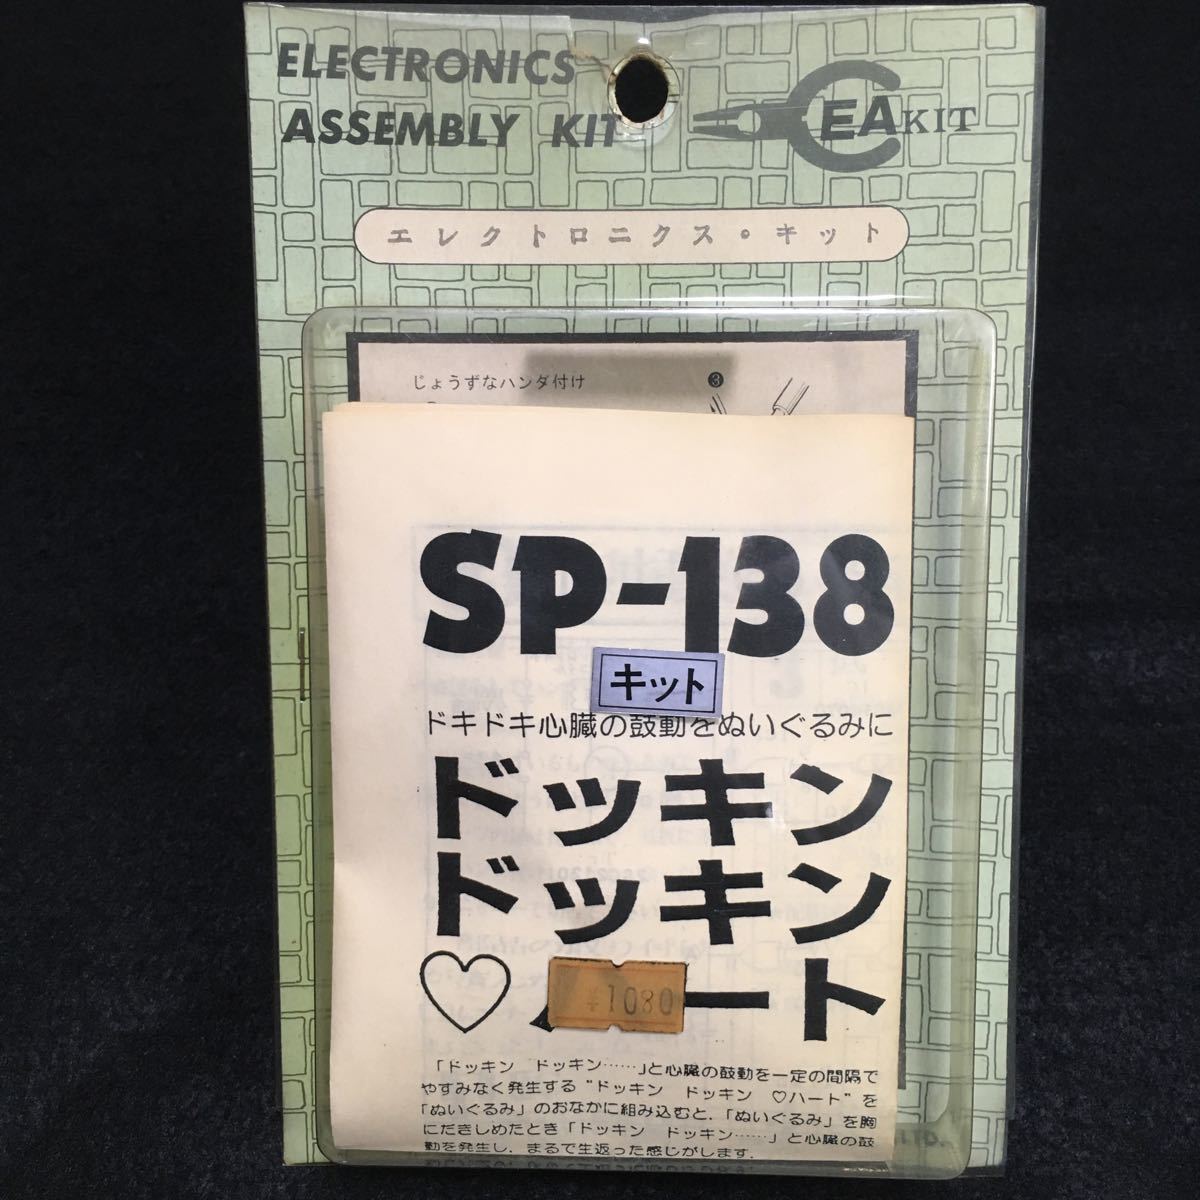 ELECTRONICS
ASSEMBLY KIT
CEA KIT
エレクトロニクス・キット
じょうずなハンダ付け
❸
SP-138
キット
ドキドキ心臓の鼓動をぬいぐるみに
ドッキン
ドッキン
♡ハート
¥1080
「ドッキン ドッキン……」と心臓の鼓動を一定の間隔で
やすみなく発生する“ドッキン ドッキン ♡ハート”を
「ぬいぐるみ」のおなかに組み込むと、「ぬいぐるみ」を胸
にだきしめたとき「ドッキン ドッキン……」と心臓の鼓
動を発生し、まるで生返った感じがします。